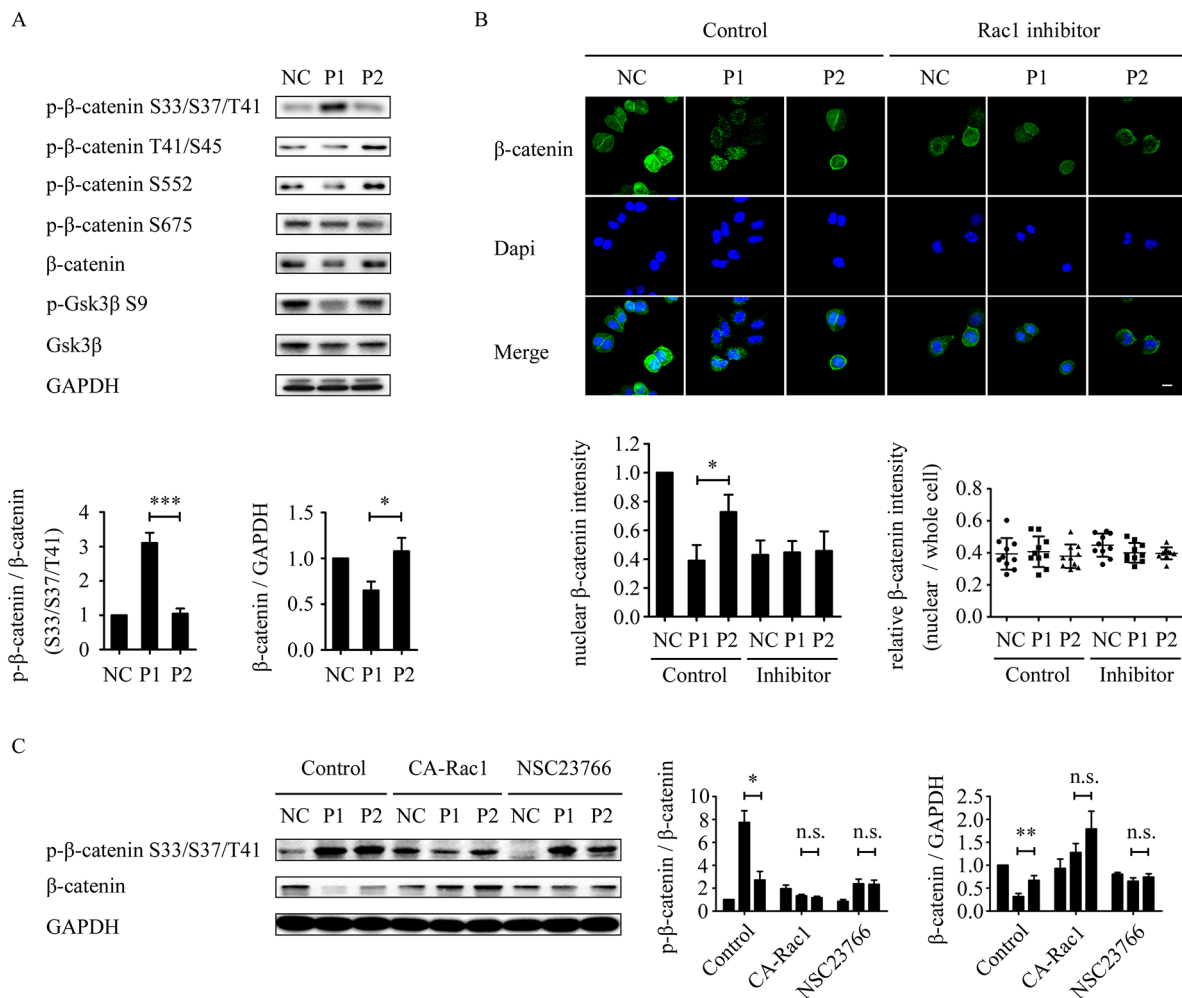 A
NC P1 P2
p-β-catenin S33/S37/T41
p-β-catenin T41/S45
p-β-catenin S552
p-β-catenin S675
β-catenin
p-Gsk3β S9
Gsk3β
GAPDH
p-β-catenin / β-catenin
(S33/S37/T41)
4
3
2
1
0
***
NC P1 P2
β-catenin / GAPDH
1.5
1.0
0.5
0.0
*
NC P1 P2
B
Control Rac1 inhibitor
NC P1 P2 NC P1 P2
β-catenin
Dapi
Merge
nuclear β-catenin intensity
1.2
1.0
0.8
0.6
0.4
0.2
0.0
*
NC P1 P2 NC P1 P2
Control Inhibitor
relative β-catenin intensity
(nuclear / whole cell)
0.8
0.6
0.4
0.2
0.0
NC P1 P2 NC P1 P2
Control Inhibitor
C
Control CA-Rac1 NSC23766
NC P1 P2 NC P1 P2 NC P1 P2
p-β-catenin S33/S37/T41
β-catenin
GAPDH
p-β-catenin / β-catenin
10
8
6
4
2
0
*
n.s.
n.s.
Control
CA-Rac1
NSC23766
β-catenin / GAPDH
2.5
2.0
1.5
1.0
0.5
0.0
**
n.s.
n.s.
Control
CA-Rac1
NSC23766